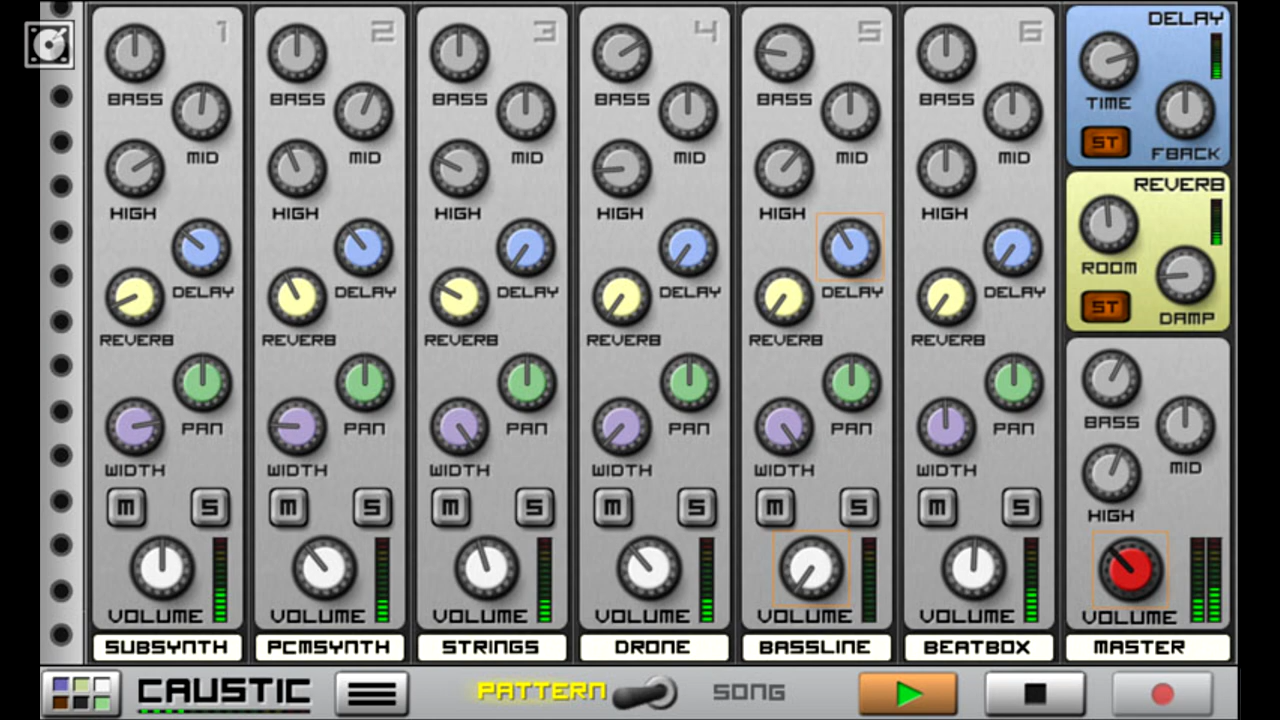 1 2 3 4 5 6 DELAY
BASS BASS BASS BASS BASS BASS TIME
MID MID MID MID MID MID ST FBACK
HIGH HIGH HIGH HIGH HIGH HIGH REVERB
DELAY DELAY DELAY DELAY DELAY DELAY ROOM
REVERB REVERB REVERB REVERB REVERB REVERB ST DAMP
PAN PAN PAN PAN PAN PAN BASS
WIDTH WIDTH WIDTH WIDTH WIDTH WIDTH MID
M S M S M S M S M S M S HIGH
VOLUME VOLUME VOLUME VOLUME VOLUME VOLUME VOLUME
SUBSYNTH PCMSYNTH STRINGS DRONE BASSLINE BEATBOX MASTER
CAUSTIC PATTERN SONG